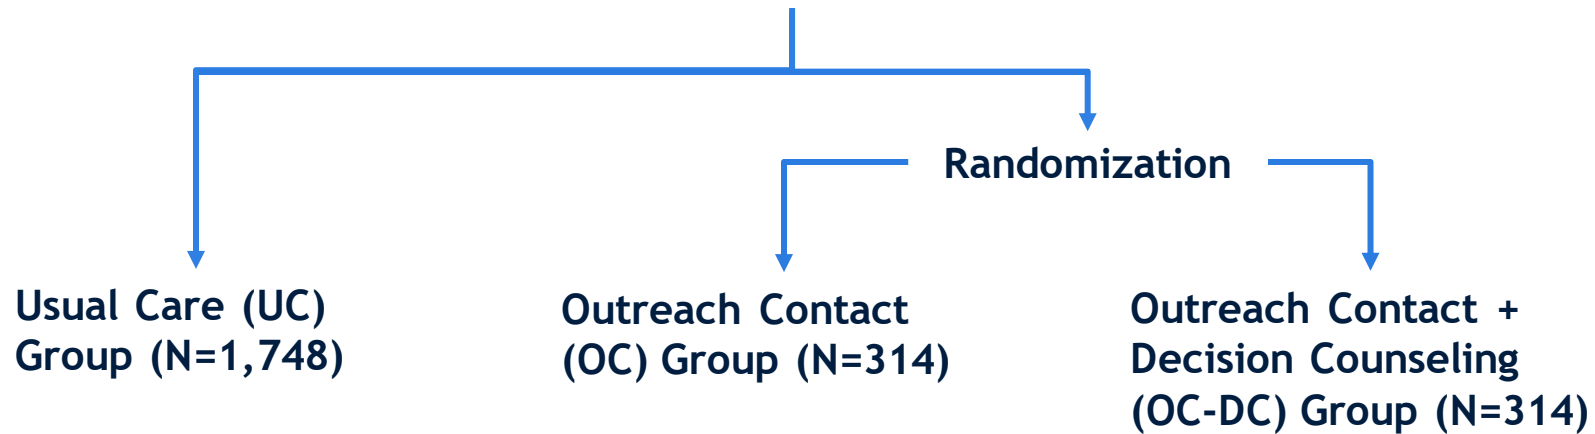 Randomization
Usual Care (UC)
Group (N=1,748)
Outreach Contact
(OC) Group (N=314)
Outreach Contact +
Decision Counseling
(OC-DC) Group (N=314)